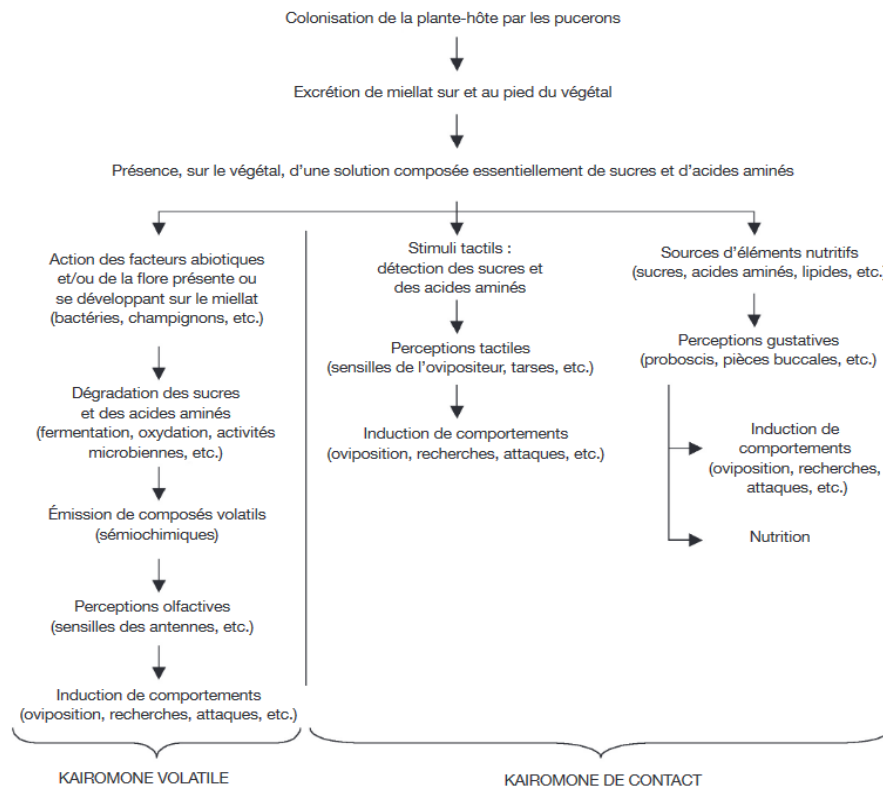 Colonisation de la plante-hôte par les pucerons
Excrétion de miellat sur et au pied du végétal
Présence, sur le végétal, d'une solution composée essentiellement de sucres et d'acides aminés
Action des facteurs abiotiques
et/ou de la flore présente ou
se développant sur le miellat
(bactéries, champignons, etc.)
Dégradation des sucres
et des acides aminés
(fermentation, oxydation, activités
microbiennes, etc.)
Émission de composés volatils
(sémiochimiques)
Perceptions olfactives
(sensilles des antennes, etc.)
Induction de comportements
(oviposition, recherches, attaques, etc.)
KAIROMONE VOLATILE
Stimuli tactils :
détection des sucres et
des acides aminés
Perceptions tactiles
(sensilles de l'ovipositeur, tarses, etc.)
Induction de comportements
(oviposition, recherches, attaques, etc.)
Sources d'éléments nutritifs
(sucres, acides aminés, lipides, etc.)
Perceptions gustatives
(proboscis, pièces buccales, etc.)
Induction de
comportements
(oviposition, recherches,
attaques, etc.)
Nutrition
KAIROMONE DE CONTACT